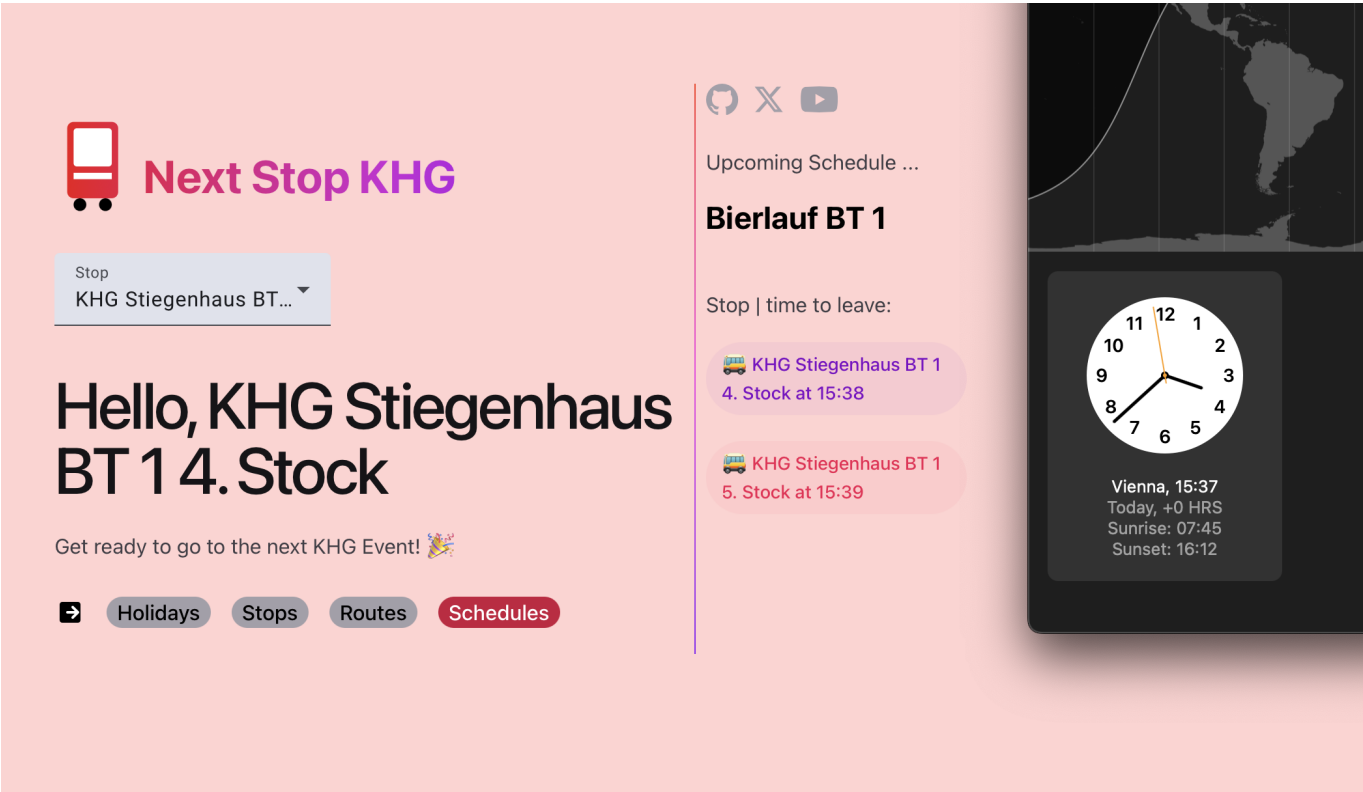 Next Stop KHG
Stop
KHG Stiegenhaus BT...
Hello, KHG Stiegenhaus
BT 1 4. Stock
Get ready to go to the next KHG Event! 🎉
Holidays
Stops
Routes
Schedules
Upcoming Schedule ...
Bierlauf BT 1
Stop | time to leave:
🚌 KHG Stiegenhaus BT 1
4. Stock at 15:38
🚌 KHG Stiegenhaus BT 1
5. Stock at 15:39
12
1
2
3
4
5
6
7
8
9
10
11
Vienna, 15:37
Today, +0 HRS
Sunrise: 07:45
Sunset: 16:12